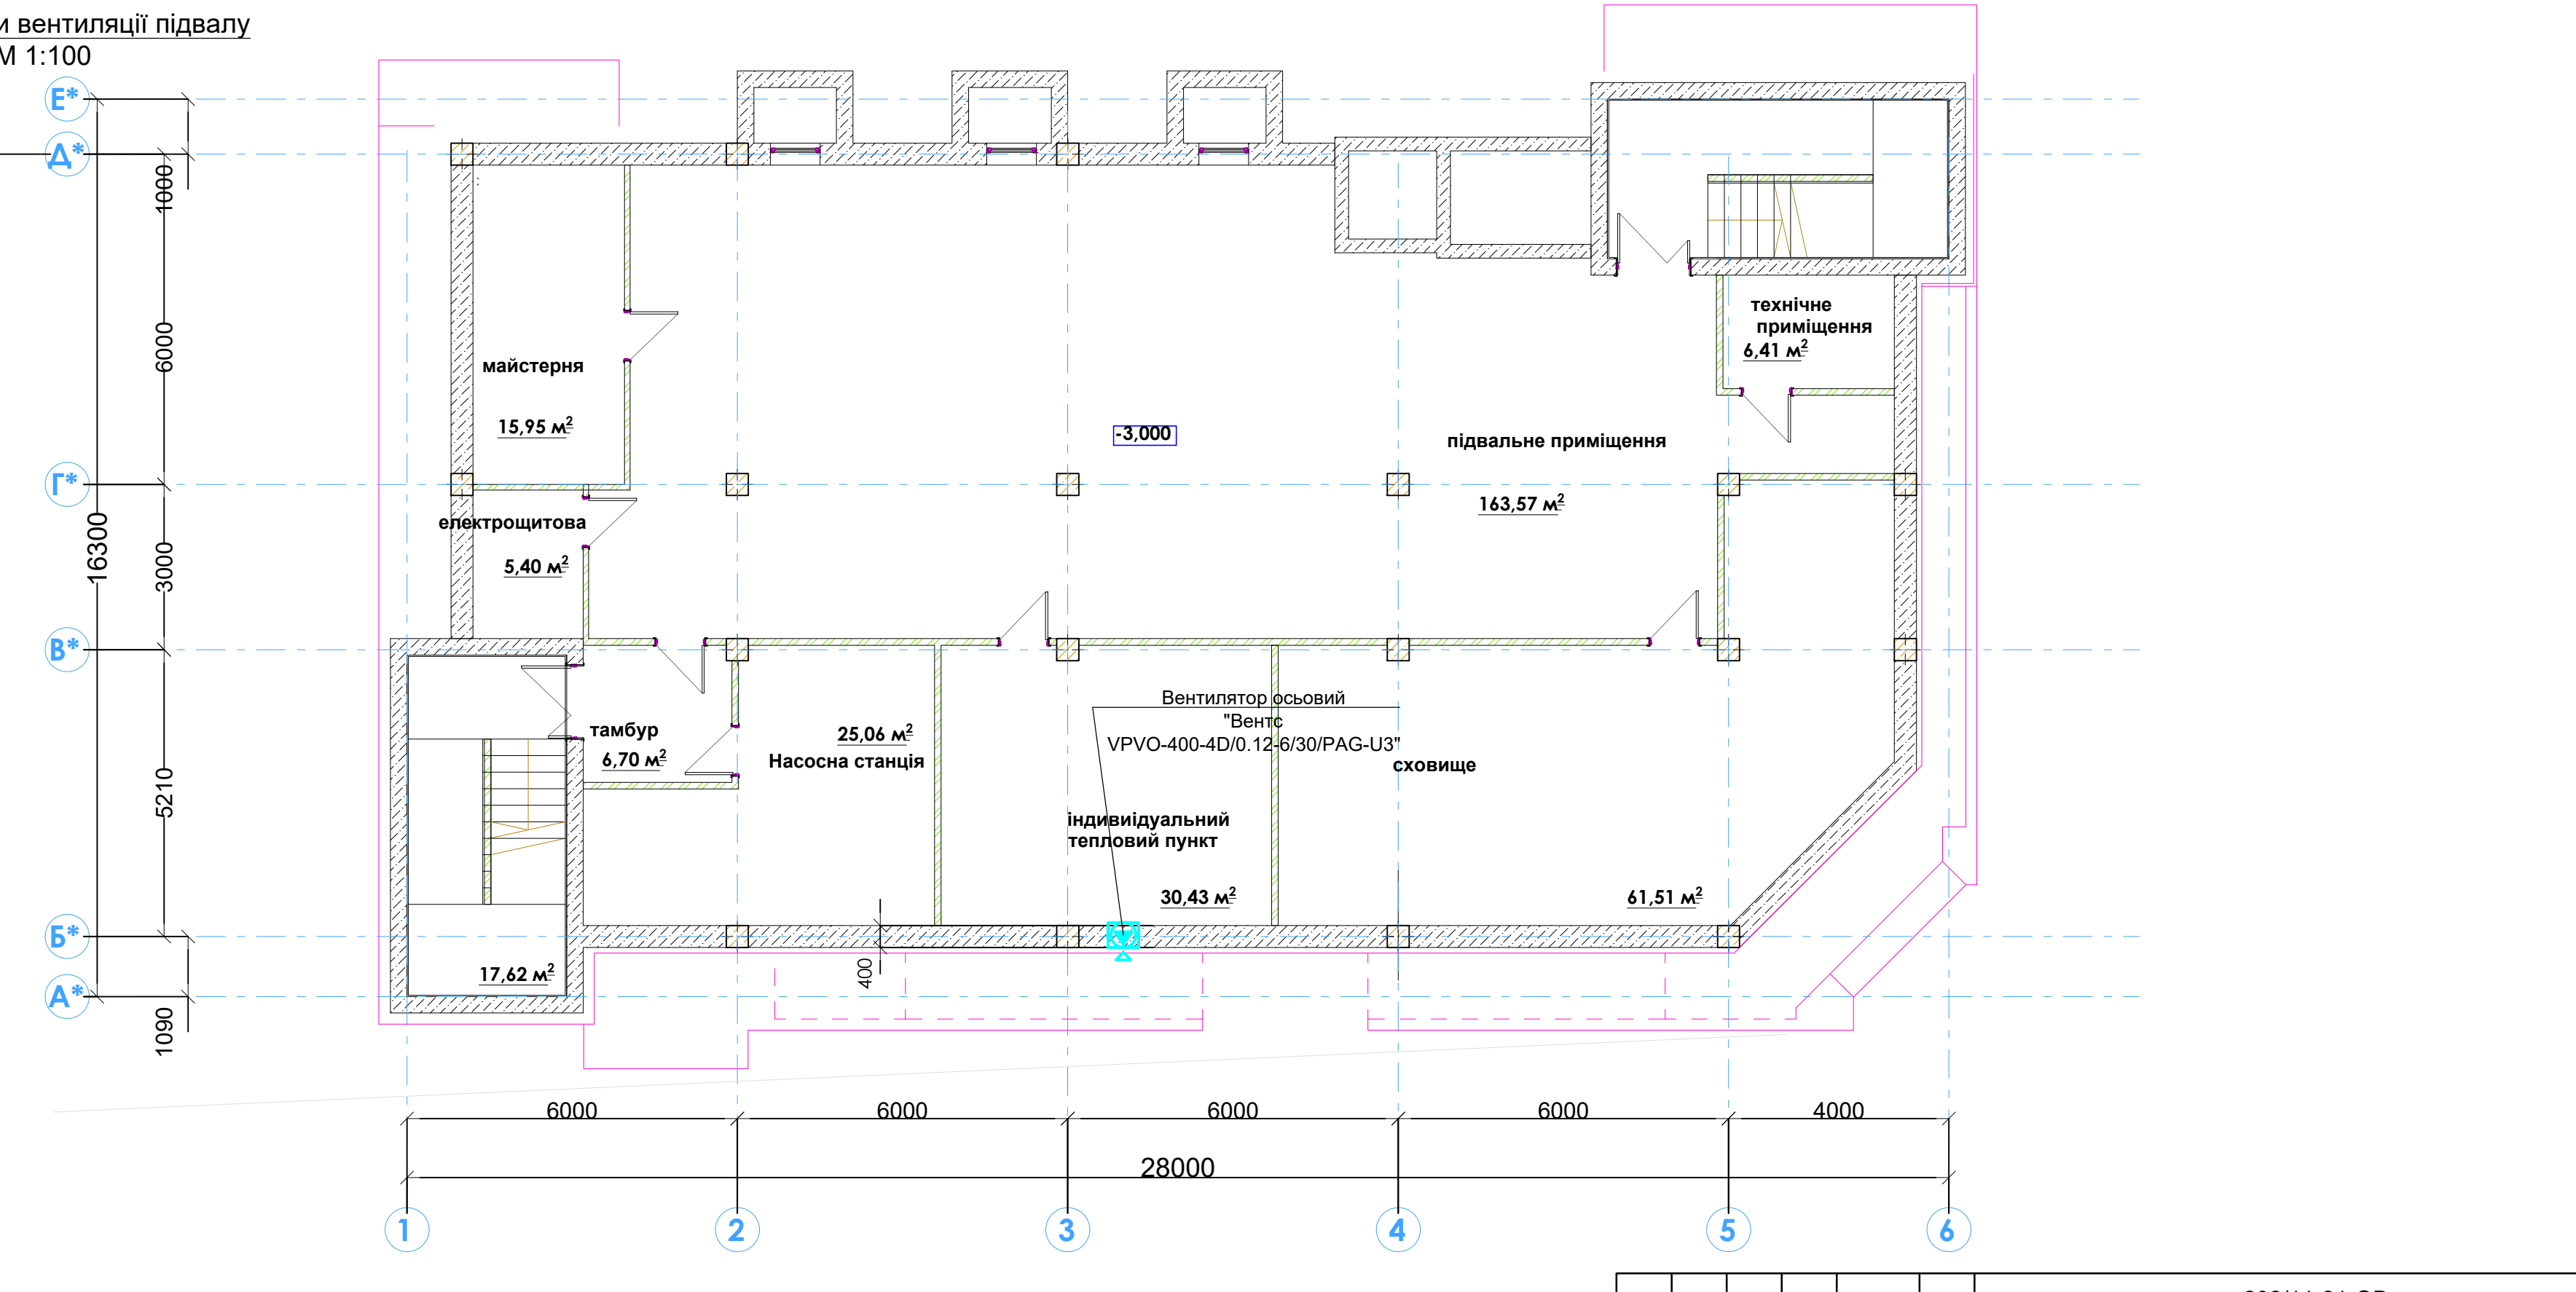 и вентиляції підвалу
М 1:100
Е*
Д*
Г*
В*
Б*
А*
1000
6000
3000
5210
1090
16300
майстерня
15,95 м2
електрощитова
5,40 м2
-3,000
підвальне приміщення
163,57 м2
технічне
приміщення
6,41 м2
тамбур
6,70 м2
25,06 м2
Насосна станція
Вентилятор осьовий
"Вентс
VPVO-400-4D/0.12-6/30/PAG-U3"
сховище
індивиідуальний
тепловий пункт
30,43 м2
61,51 м2
17,62 м2
400
6000
6000
6000
6000
4000
28000
1
2
3
4
5
6